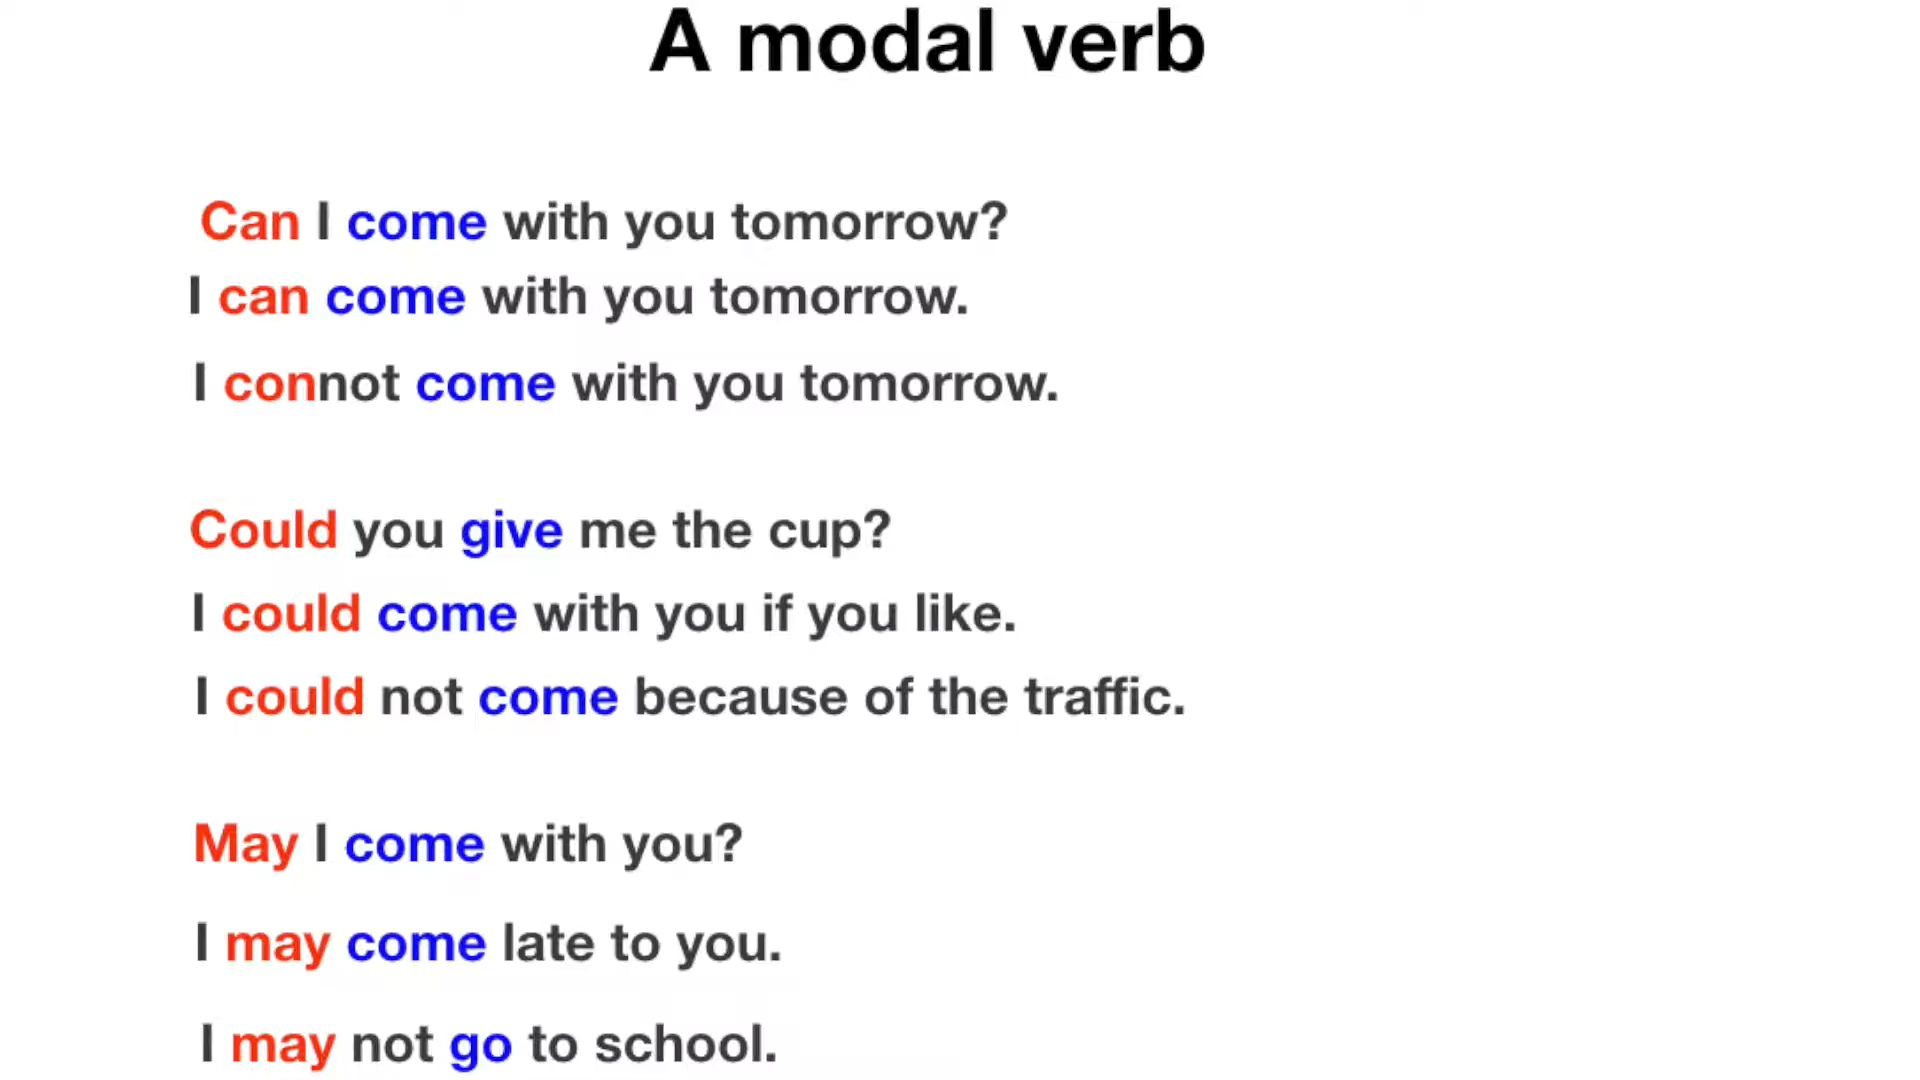 A modal verb
Can I come with you tomorrow?
I can come with you tomorrow.
I connot come with you tomorrow.
Could you give me the cup?
I could come with you if you like.
I could not come because of the traffic.
May I come with you?
I may come late to you.
I may not go to school.